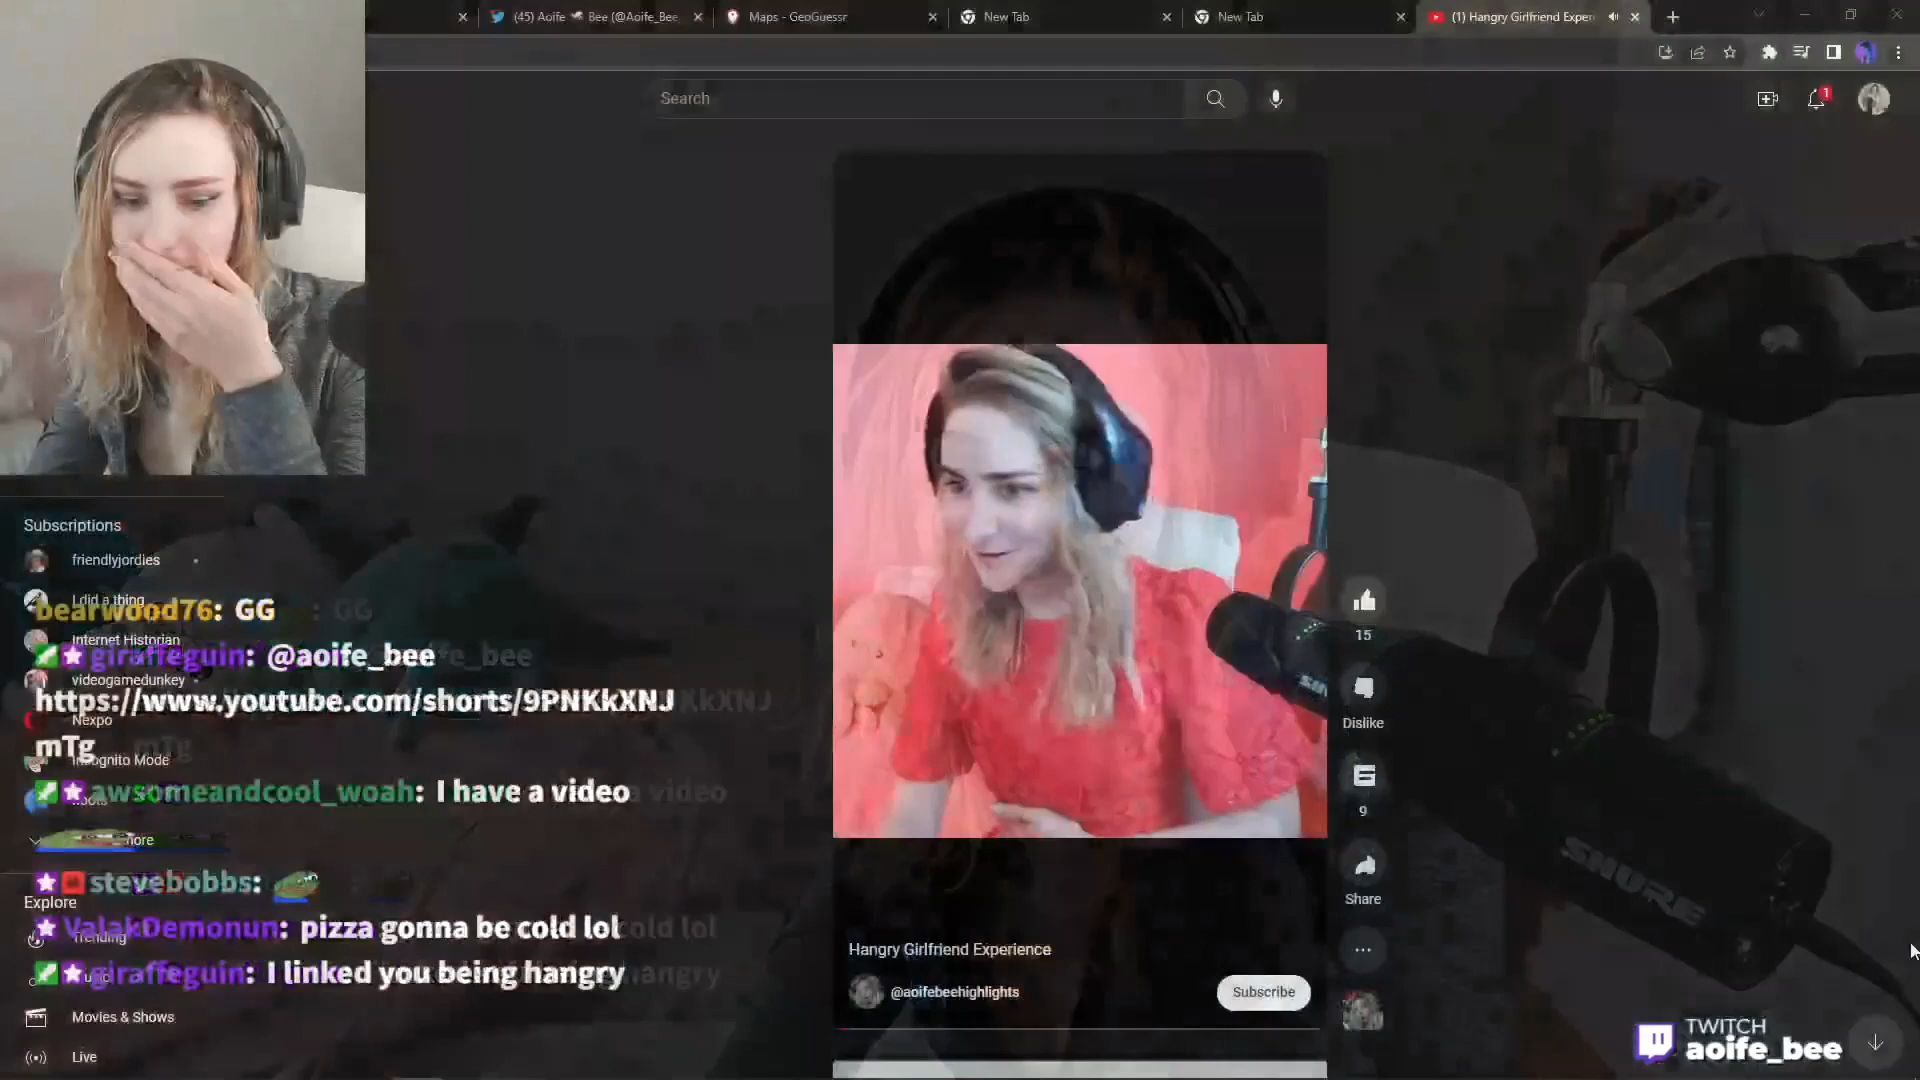 (45) Aoife 🐝 Bee (@Aoife_Bee
Maps - GeoGuessr
New Tab
New Tab
(1) Hangry Girlfriend Exper
Search
1
Subscriptions
friendlyjordies
I did a thing
bearwood76: GG
Internet Historian
giraffeguin: @aoife_bee
videogamedunkey
https://www.youtube.com/shorts/9PNKkXNJ
Nexpo
mTg
Incognito Mode
awsomeandcool_woah: I have a video
more
stevebobbs:
Explore
ValakDemonun: pizza gonna be cold lol
Trending
giraffeguin: I linked you being hangry
Movies & Shows
Live
15
Dislike
9
Share
Hangry Girlfriend Experience
@aoifebeehighlights
Subscribe
SHURE
TWITCH
aoife_bee